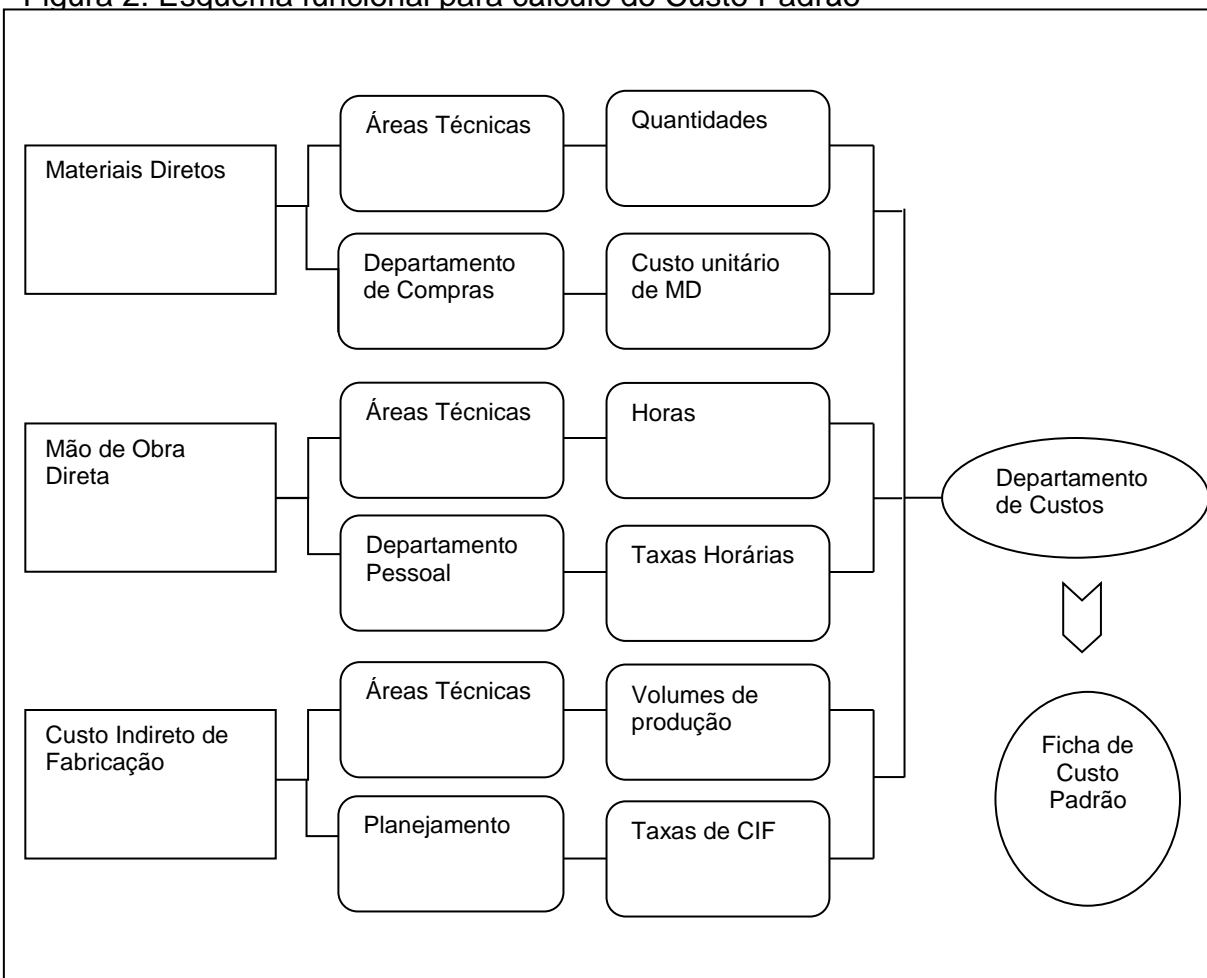 Figura 2: Esquema funcional para cálculo do Custo Padrão
Áreas Técnicas
Quantidades
Materiais Diretos
Departamento
de Compras
Custo unitário
de MD
Áreas Técnicas
Horas
Mão de Obra
Direta
Departamento
Pessoal
Taxas Horárias
Departamento
de Custos
Áreas Técnicas
Volumes de
produção
Custo Indireto de
Fabricação
Planejamento
Taxas de CIF
Ficha de
Custo
Padrão